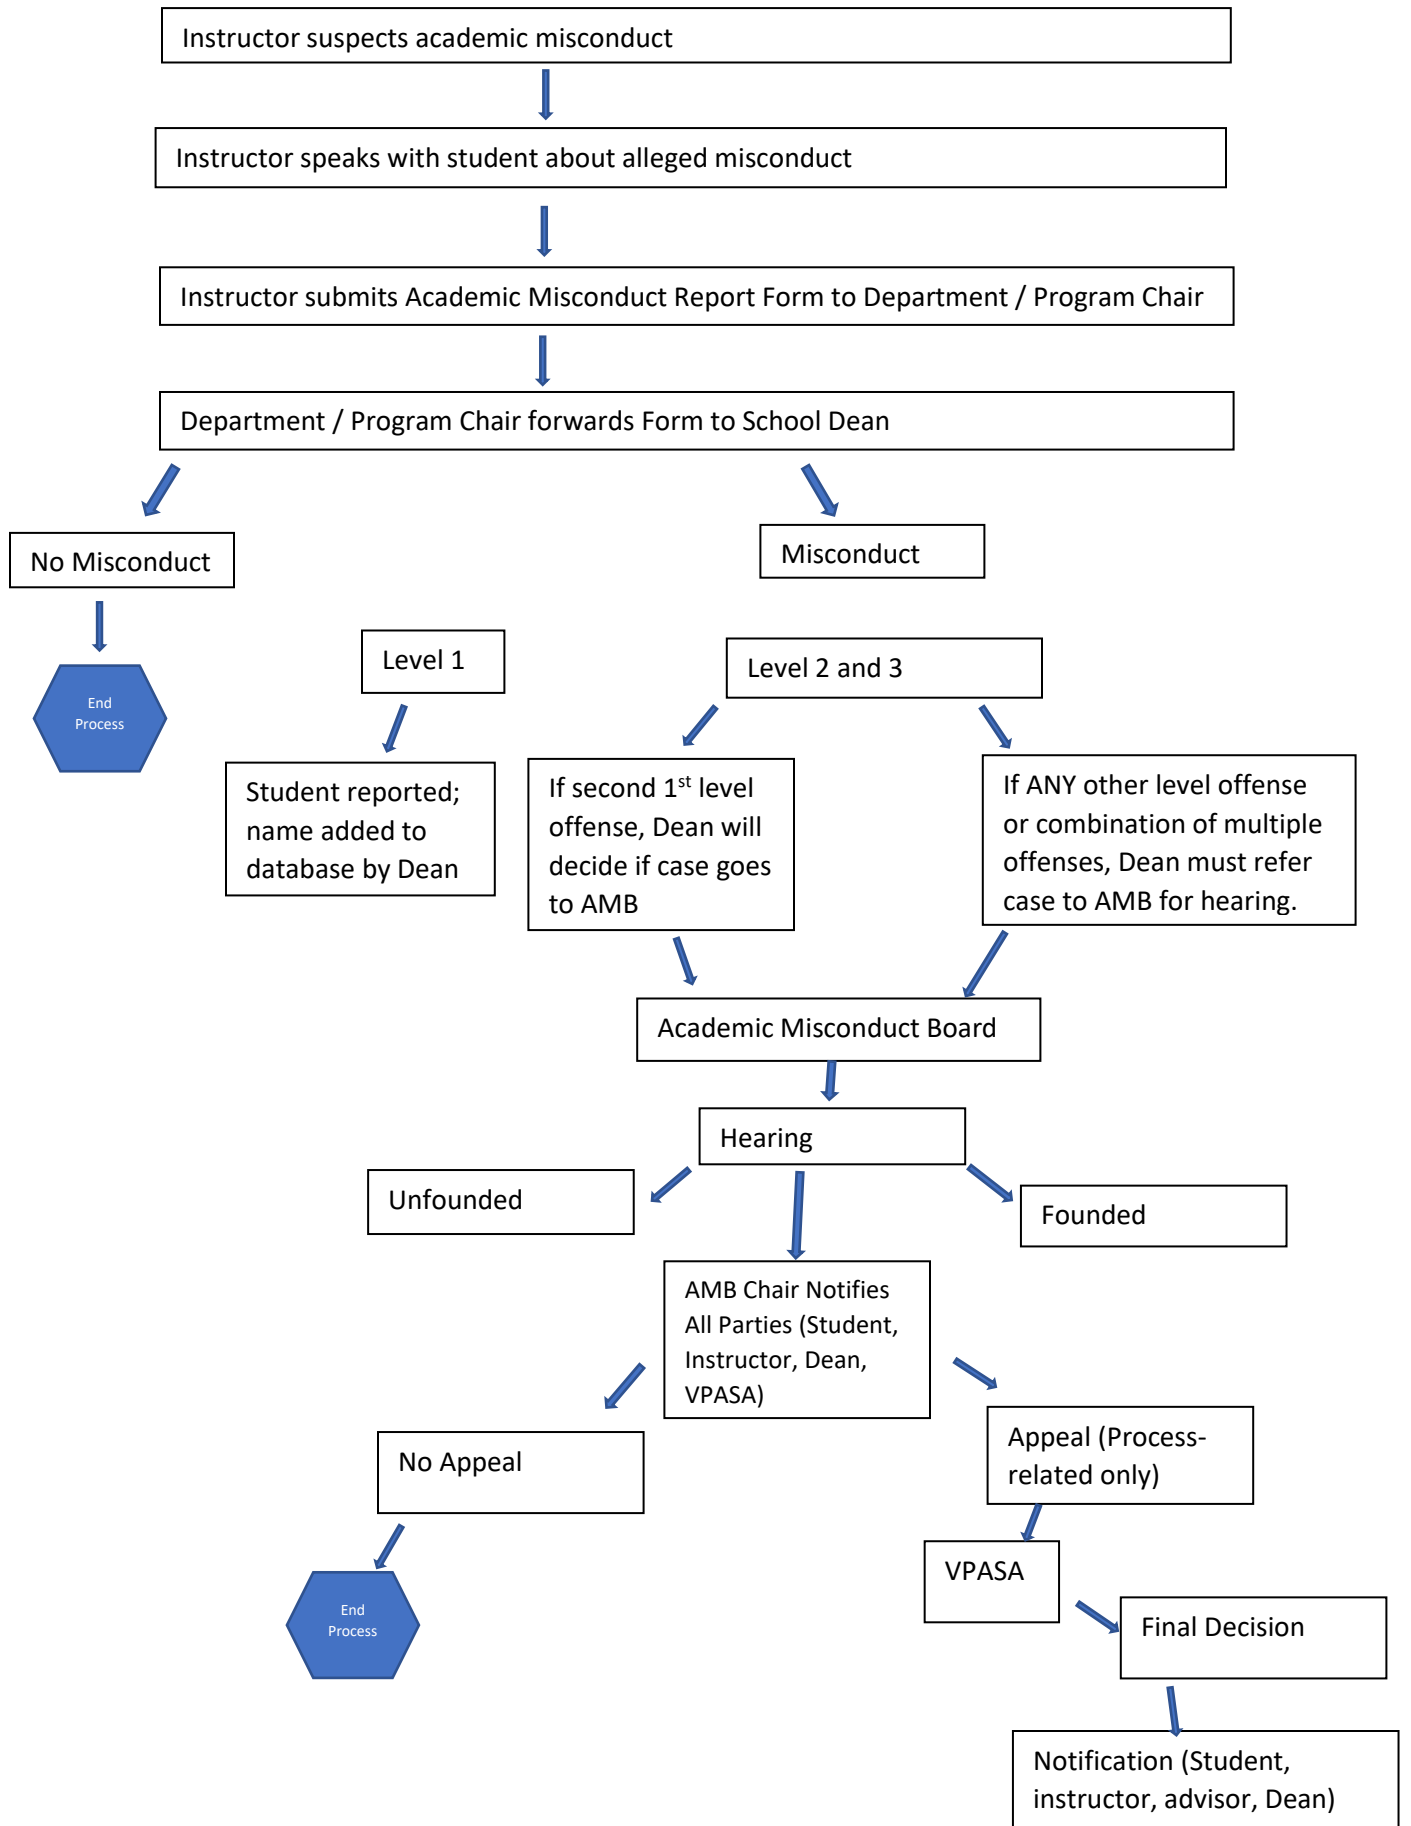 Instructor suspects academic misconduct
Instructor speaks with student about alleged misconduct
Instructor submits Academic Misconduct Report Form to Department / Program Chair
Department / Program Chair forwards Form to School Dean
No Misconduct
Misconduct
End
Process
Level 1
Level 2 and 3
Student reported;
name added to
database by Dean
If second 1st level
offense, Dean will
decide if case goes
to AMB
If ANY other level offense
or combination of multiple
offenses, Dean must refer
case to AMB for hearing.
Academic Misconduct Board
Hearing
Unfounded
Founded
AMB Chair Notifies
All Parties (Student,
Instructor, Dean,
VPASA)
No Appeal
Appeal (Process-
related only)
End
Process
VPASA
Final Decision
Notification (Student,
instructor, advisor, Dean)